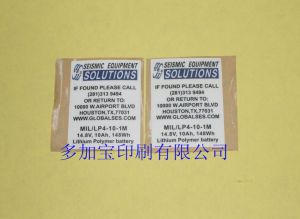 SEISMIC EQUIPMENT
SOLUTIONS
IF FOUND PLEASE CALL
(281)313 9494
OR RETURN TO:
10000 W.AIRPORT BLVD
HOUSTON,TX,77031
WWW.GLOBALSES.COM
MIL/LP4-10-1M
14.8V, 10Ah, 148Wh
Lithium Polymer battery
SEISMIC EQUIPMENT
SOLUTIONS
IF FOUND PLEASE CALL
(281)313 9494
OR RETURN TO:
10000 W.AIRPORT BLVD
HOUSTON,TX,77031
WWW.GLOBALSES.COM
MIL/LP4-10-1M
14.8V, 10Ah, 148Wh
Lithium Polymer battery
多加宝印刷有限公司